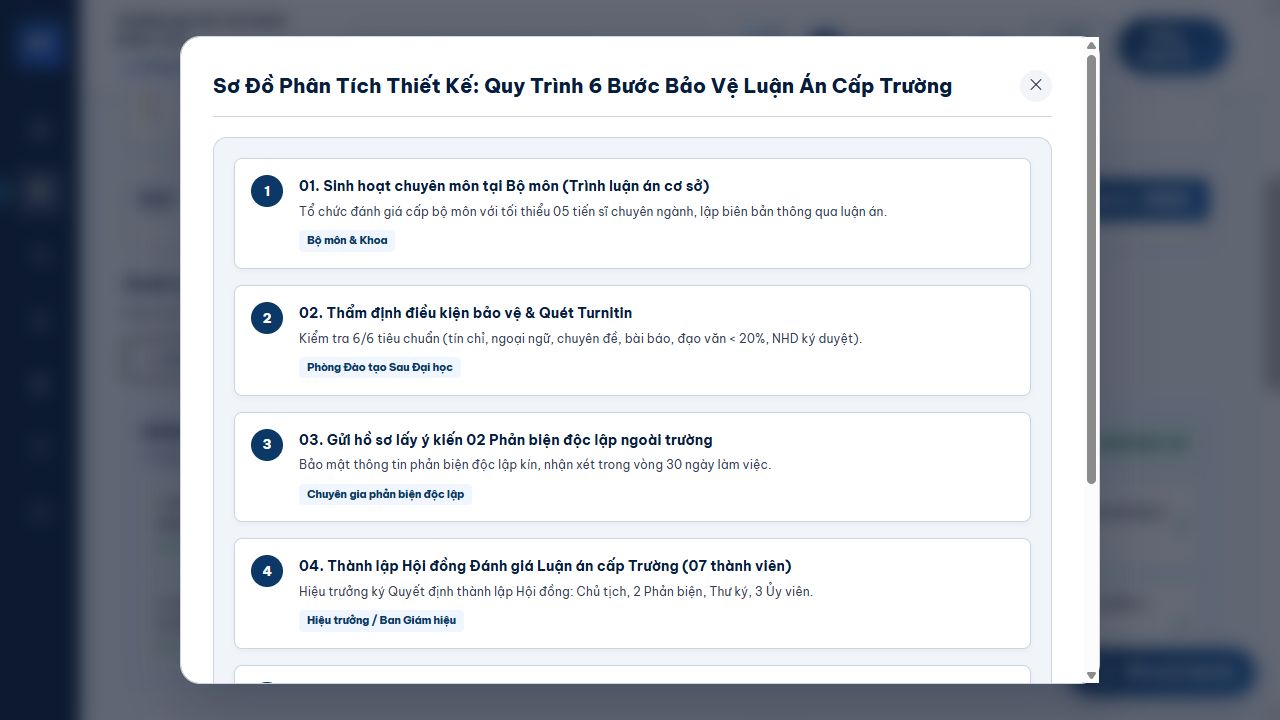 Sơ Đồ Phân Tích Thiết Kế: Quy Trình 6 Bước Bảo Vệ Luận Án Cấp Trường
1
01. Sinh hoạt chuyên môn tại Bộ môn (Trình luận án cơ sở)
Tổ chức đánh giá cấp bộ môn với tối thiểu 05 tiến sĩ chuyên ngành, lập biên bản thông qua luận án.
Bộ môn & Khoa
2
02. Thẩm định điều kiện bảo vệ & Quét Turnitin
Kiểm tra 6/6 tiêu chuẩn (tín chỉ, ngoại ngữ, chuyên đề, bài báo, đạo văn < 20%, NHD ký duyệt).
Phòng Đào tạo Sau Đại học
3
03. Gửi hồ sơ lấy ý kiến 02 Phản biện độc lập ngoài trường
Bảo mật thông tin phản biện độc lập kín, nhận xét trong vòng 30 ngày làm việc.
Chuyên gia phản biện độc lập
4
04. Thành lập Hội đồng Đánh giá Luận án cấp Trường (07 thành viên)
Hiệu trưởng ký Quyết định thành lập Hội đồng: Chủ tịch, 2 Phản biện, Thư ký, 3 Ủy viên.
Hiệu trưởng / Ban Giám hiệu